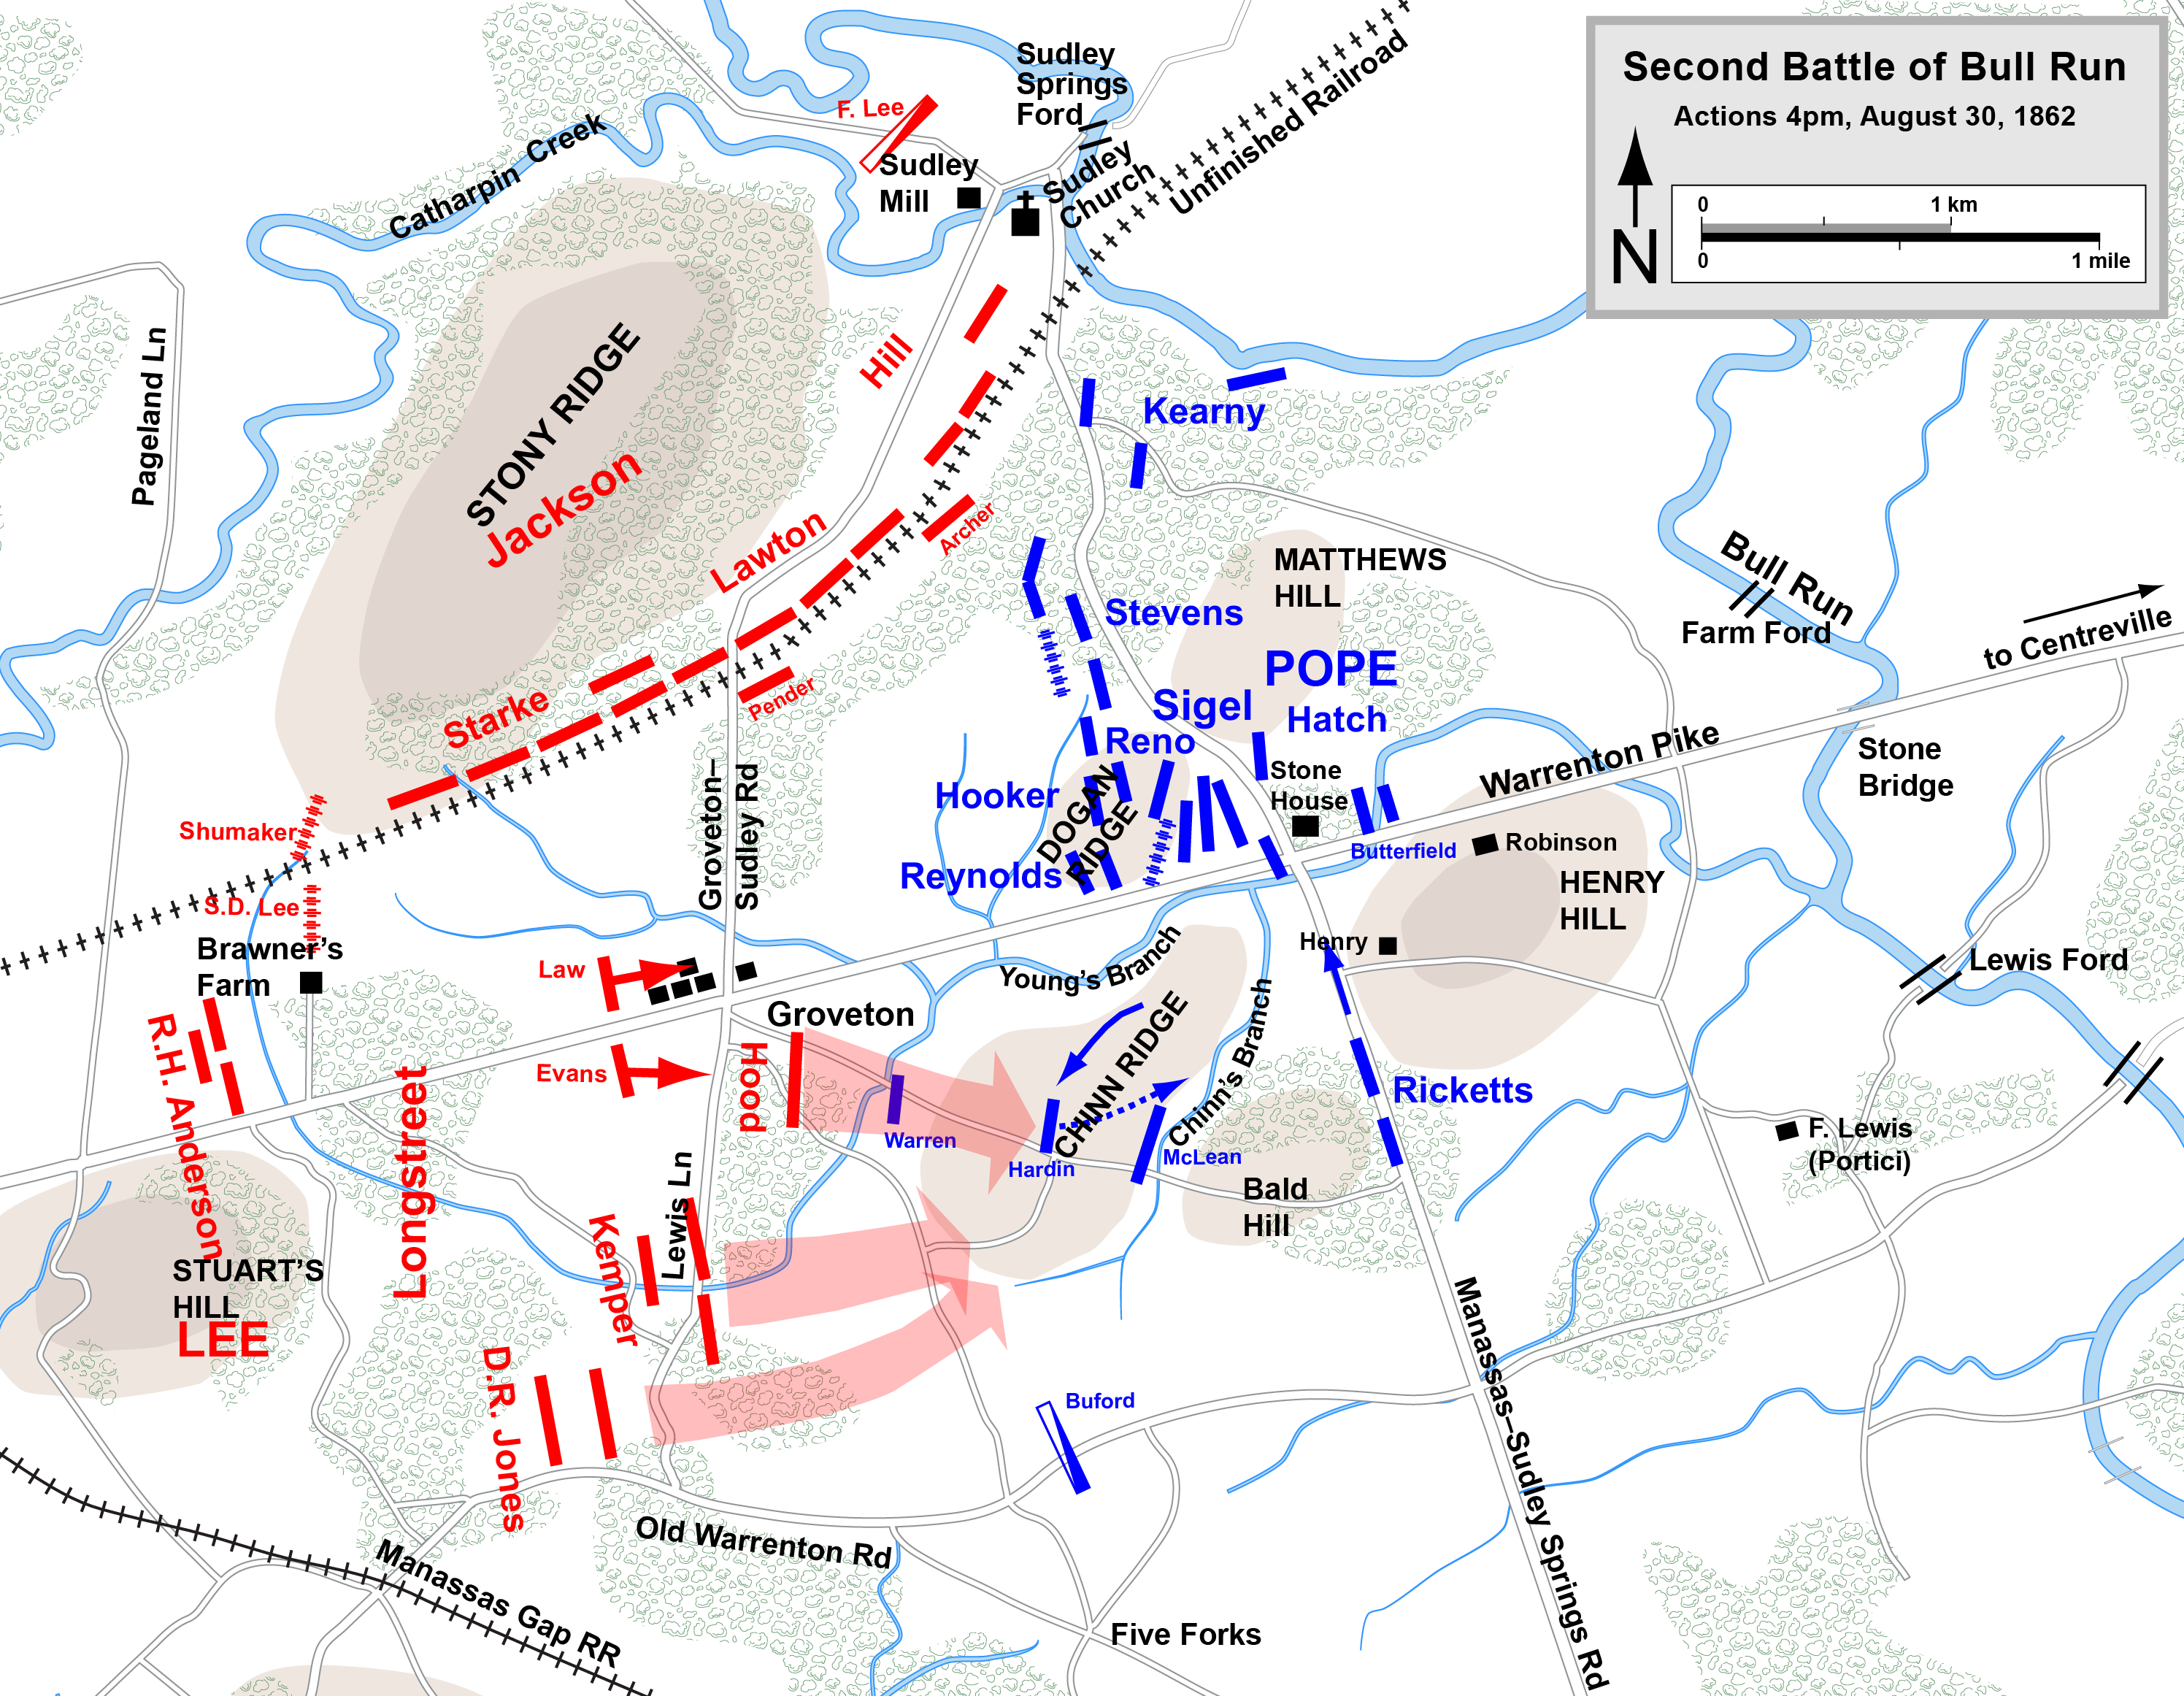 Second Battle of Bull Run
Actions 4pm, August 30, 1862
N
0
1 km
0
1 mile
Sudley
Springs
Ford
F. Lee
Sudley
Mill
Sudley
Church
Unfinished Railroad
Catharpin Creek
Pageland Ln
STONY RIDGE
Jackson
Hill
Kearny
Lawton
Archer
MATTHEWS
HILL
Bull Run
Farm Ford
to Centreville
Stevens
POPE
Starke
Pender
Sigel
Hatch
Reno
Warrenton Pike
Stone
Bridge
Stone
House
Hooker
DOGAN
RIDGE
Groveton–
Sudley Rd
Shumaker
Butterfield
Robinson
Reynolds
HENRY
HILL
S.D. Lee
Brawner's
Farm
Henry
Lewis Ford
Law
Young's Branch
Groveton
R.H. Anderson
Longstreet
Evans
Hood
CHINN RIDGE
Chinn's Branch
Ricketts
Warren
Hardin
McLean
F. Lewis
(Portici)
Bald
Hill
Lewis Ln
Kemper
STUART'S
HILL
LEE
D.R. Jones
Buford
Manassas–Sudley Springs Rd
Old Warrenton Rd
Manassas Gap RR
Five Forks